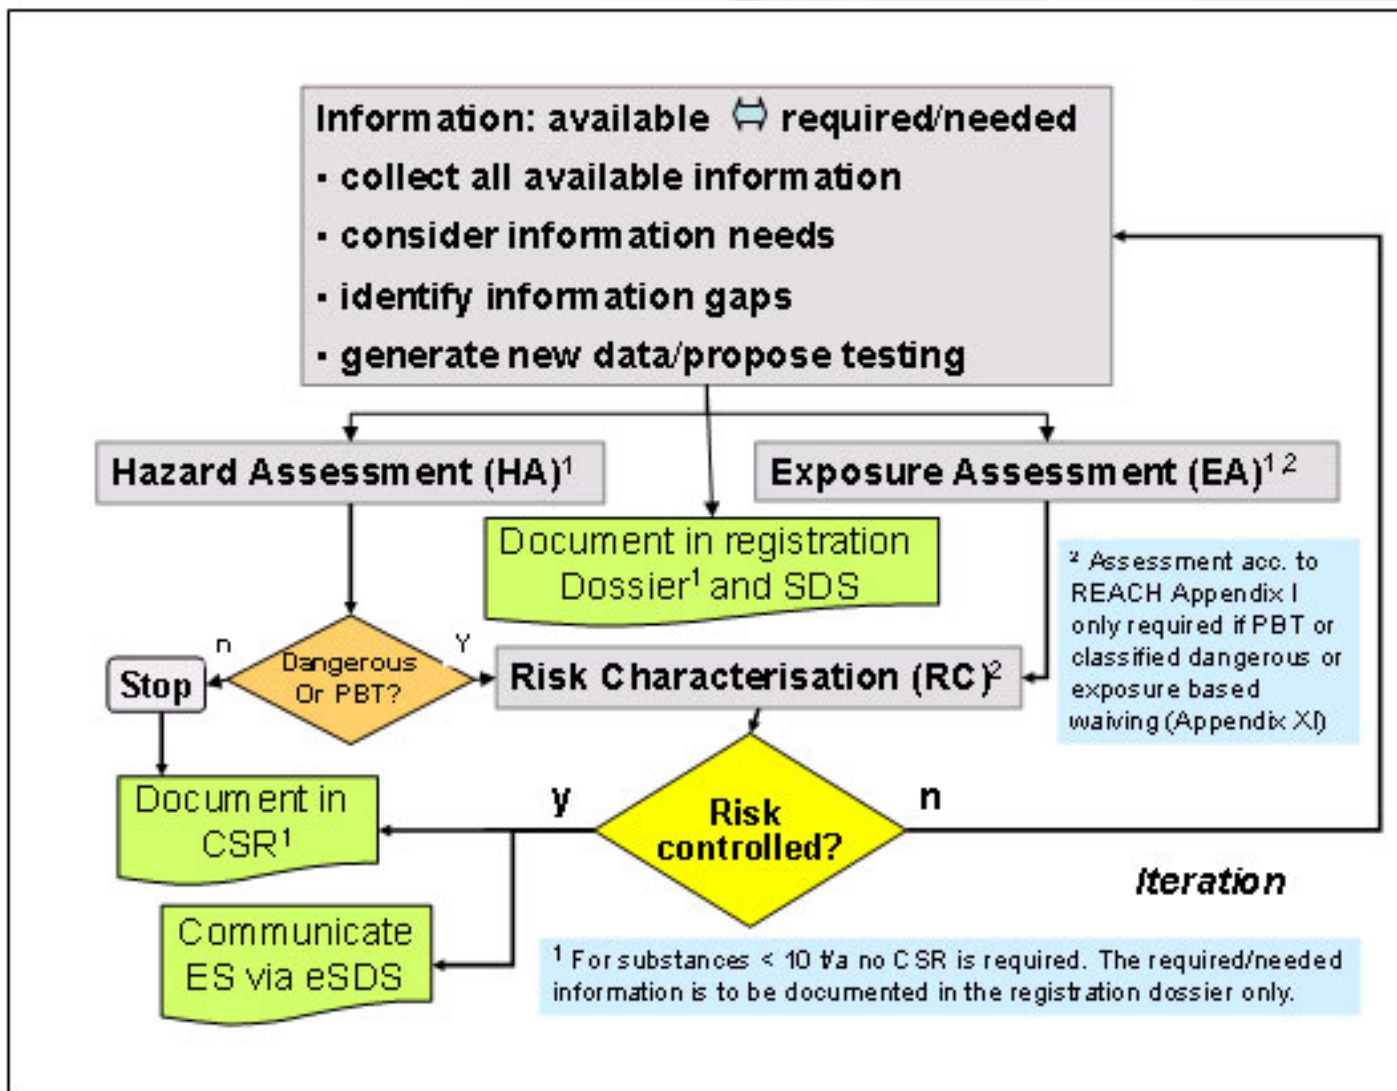 Information: available ⇔ required/needed
▪ collect all available information
▪ consider information needs
▪ identify information gaps
▪ generate new data/propose testing
Hazard Assessment (HA)¹
Exposure Assessment (EA)¹,²
Document in registration
Dossier¹ and SDS
² Assessment acc. to
REACH Appendix I
only required if PBT or
classified dangerous or
exposure based
waiving (Appendix XI)
n
Dangerous
Or PBT?
Y
Stop
Risk Characterisation (RC)²
Document in
CSR¹
y
Risk
controlled?
n
Iteration
Communicate
ES via eSDS
¹ For substances < 10 t/a no CSR is required. The required/needed
information is to be documented in the registration dossier only.